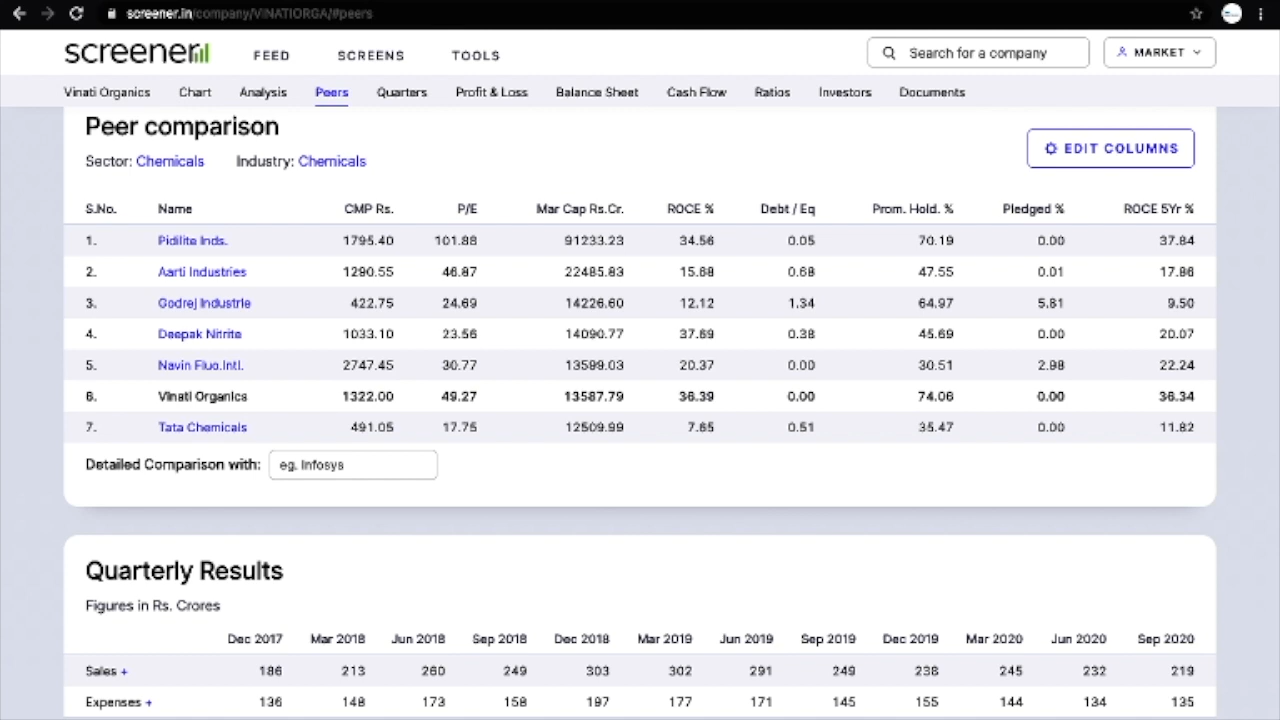 screener.in/company/VINATIORGA/#peers
screener
FEED SCREENS TOOLS
Search for a company
MARKET
Vinati Organics Chart Analysis Peers Quarters Profit & Loss Balance Sheet Cash Flow Ratios Investors Documents
Peer comparison
Sector: Chemicals Industry: Chemicals
EDIT COLUMNS
S.No. Name CMP Rs. P/E Mar Cap Rs.Cr. ROCE % Debt / Eq Prom. Hold. % Pledged % ROCE 5Yr %
1. Pidilite Inds. 1795.40 101.88 91233.23 34.56 0.05 70.19 0.00 37.84
2. Aarti Industries 1290.55 46.87 22485.83 15.68 0.68 47.55 0.01 17.86
3. Godrej Industrie 422.75 24.69 14226.60 12.12 1.34 64.97 5.81 9.50
4. Deepak Nitrite 1033.10 23.56 14090.77 37.69 0.38 45.69 0.00 20.07
5. Navin Fluo.Intl. 2747.45 30.77 13599.03 20.37 0.00 30.51 2.98 22.24
6. Vinati Organics 1322.00 49.27 13587.79 36.39 0.00 74.06 0.00 36.34
7. Tata Chemicals 491.05 17.75 12509.99 7.65 0.51 35.47 0.00 11.82
Detailed Comparison with: eg. Infosys
Quarterly Results
Figures in Rs. Crores
Dec 2017 Mar 2018 Jun 2018 Sep 2018 Dec 2018 Mar 2019 Jun 2019 Sep 2019 Dec 2019 Mar 2020 Jun 2020 Sep 2020
Sales + 186 213 260 249 303 302 291 249 238 245 232 219
Expenses + 136 148 173 158 197 177 171 145 155 144 134 135